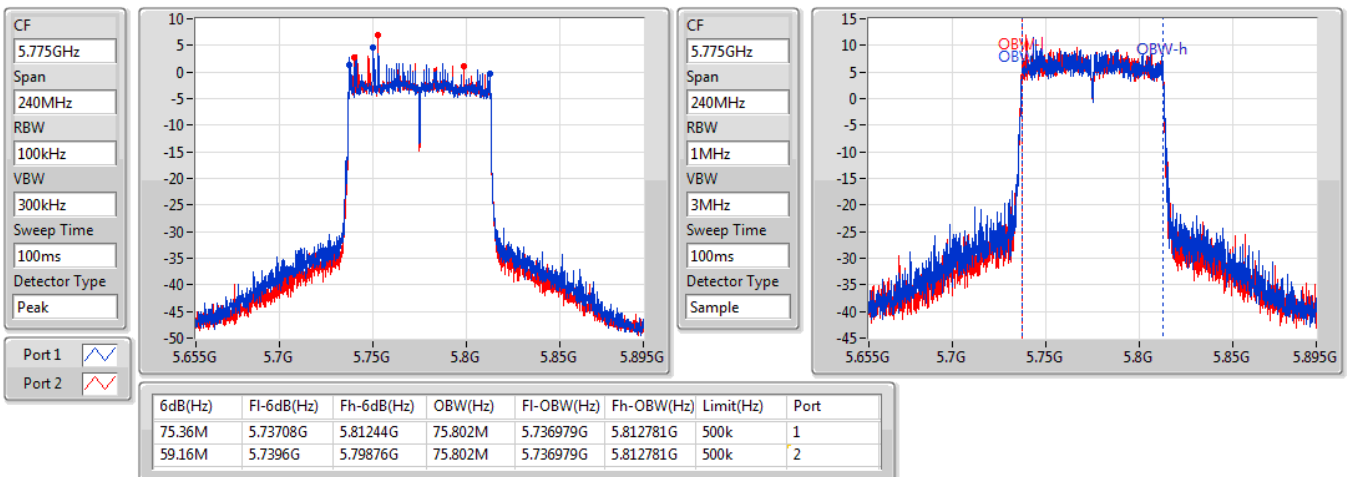 CF
5.775GHz
Span
240MHz
RBW
100kHz
VBW
300kHz
Sweep Time
100ms
Detector Type
Peak
10
5
0
-5
-10
-15
-20
-25
-30
-35
-40
-45
-50
5.655G 5.7G 5.75G 5.8G 5.85G 5.895G
Port 1
Port 2
CF
5.775GHz
Span
240MHz
RBW
1MHz
VBW
3MHz
Sweep Time
100ms
Detector Type
Sample
15
10
5
0
-5
-10
-15
-20
-25
-30
-35
-40
-45
OBW-h
5.655G 5.7G 5.75G 5.8G 5.85G 5.895G
6dB(Hz) Fl-6dB(Hz) Fh-6dB(Hz) OBW(Hz) Fl-OBW(Hz) Fh-OBW(Hz) Limit(Hz) Port
75.36M 5.73708G 5.81244G 75.802M 5.736979G 5.812781G 500k 1
59.16M 5.7396G 5.79876G 75.802M 5.736979G 5.812781G 500k 2